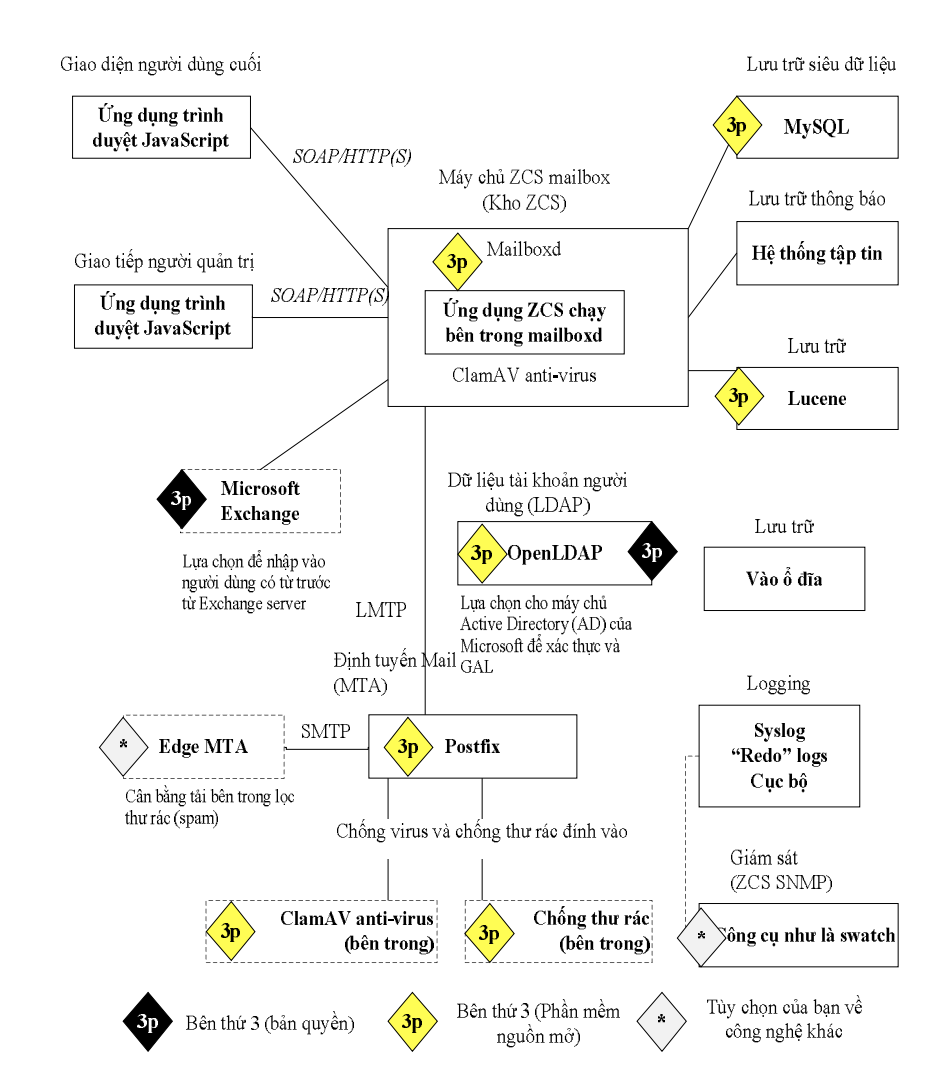 Giao diện người dùng cuối
Ứng dụng trình
duyệt JavaScript
SOAP/HTTP(S)
Lưu trữ siêu dữ liệu
3p
MySQL
Máy chủ ZCS mailbox
(Kho ZCS)
Lưu trữ thông báo
Hệ thống tập tin
Giao tiếp người quản trị
Ứng dụng trình
duyệt JavaScript
SOAP/HTTP(S)
3p
Mailboxd
Ứng dụng ZCS chạy
bên trong mailboxd
ClamAV anti-virus
Lưu trữ
3p
Lucene
3p
Microsoft
Exchange
Lựa chọn để nhập vào
người dùng có từ trước
từ Exchange server
Dữ liệu tài khoản người
dùng (LDAP)
3p
OpenLDAP
3p
Lựa chọn cho máy chủ
Active Directory (AD) của
Microsoft để xác thực và
GAL
Lưu trữ
Vào ổ đĩa
LMTP
Định tuyến Mail
(MTA)
* Edge MTA
SMTP
3p
Postfix
Cân bằng tải bên trong lọc
thư rác (spam)
Logging
Syslog
“Redo” logs
Cục bộ
Chống virus và chống thư rác đính vào
3p
ClamAV anti-virus
(bên trong)
3p
Chống thư rác
(bên trong)
Giám sát
(ZCS SNMP)
* Công cụ như là swatch
3p
Bên thứ 3 (bản quyền)
3p
Bên thứ 3 (Phần mềm
nguồn mở)
*
Tùy chọn của bạn về
công nghệ khác